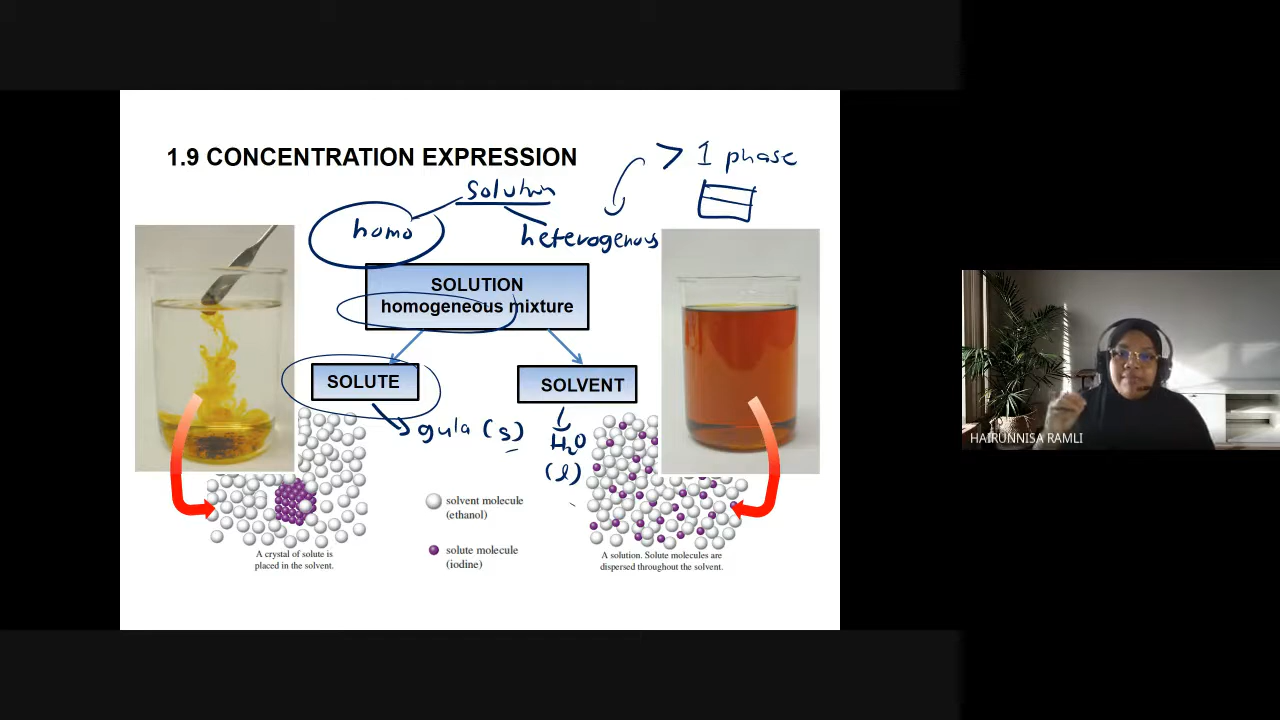 1.9 CONCENTRATION EXPRESSION
> 1 phase
solution
homo
heterogenous
SOLUTION
homogeneous mixture
SOLUTE
SOLVENT
gula (s)
H₂O
(l)
solvent molecule
(ethanol)
solute molecule
(iodine)
A crystal of solute is
placed in the solvent.
A solution. Solute molecules are
dispersed throughout the solvent.
HAIRUNNISA RAMLI